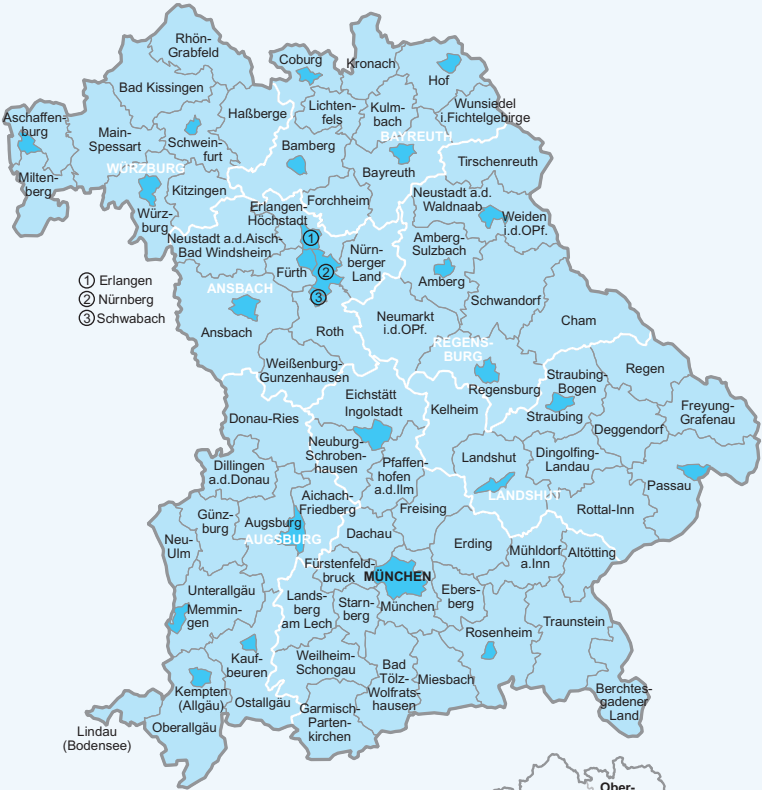 Rhön-
Grabfeld
Coburg
Kronach
Hof
Bad Kissingen
Lichten-
fels
Kulm-
bach
Wunsiedel
i.Fichtelgebirge
Haßberge
Aschaffen-
burg
Main-
Spessart
Schwein-
furt
BAYREUTH
Bamberg
Bayreuth
Tirschenreuth
WÜRZBURG
Milten-
berg
Kitzingen
Forchheim
Neustadt a.d.
Waldnaab
Erlangen-
Höchstadt
Würz-
burg
Weiden
i.d.OPf.
Neustadt a.d.Aisch-
Bad Windsheim
①
Nürn-
berger
Land
Amberg-
Sulzbach
Fürth
②
Amberg
① Erlangen
② Nürnberg
③ Schwabach
ANSBACH
③
Schwandorf
Ansbach
Roth
Neumarkt
i.d.OPf.
Cham
REGENS-
BURG
Weißenburg-
Gunzenhausen
Regensburg
Straubing-
Bogen
Regen
Eichstätt
Ingolstadt
Kelheim
Straubing
Freyung-
Grafenau
Donau-Ries
Deggendorf
Neuburg-
Schroben-
hausen
Landshut
Dingolfing-
Landau
Pfaffen-
hofen
a.d.Ilm
Dillingen
a.d.Donau
Passau
LANDSHUT
Aichach-
Friedberg
Rottal-Inn
Freising
Günz-
burg
Augsburg
Dachau
AUGSBURG
Neu-
Ulm
Erding
Mühldorf
a.Inn
Altötting
Fürstenfeld-
bruck
MÜNCHEN
Unterallgäu
Lands-
berg
am Lech
Starn-
berg
München
Ebers-
berg
Memmin-
gen
Traunstein
Rosenheim
Kauf-
beuren
Weilheim-
Schongau
Bad
Tölz-
Wolfrats-
hausen
Miesbach
Kempten
(Allgäu)
Ostallgäu
Garmisch-
Parten-
kirchen
Berchtes-
gadener
Land
Oberallgäu
Lindau
(Bodensee)
Ober-